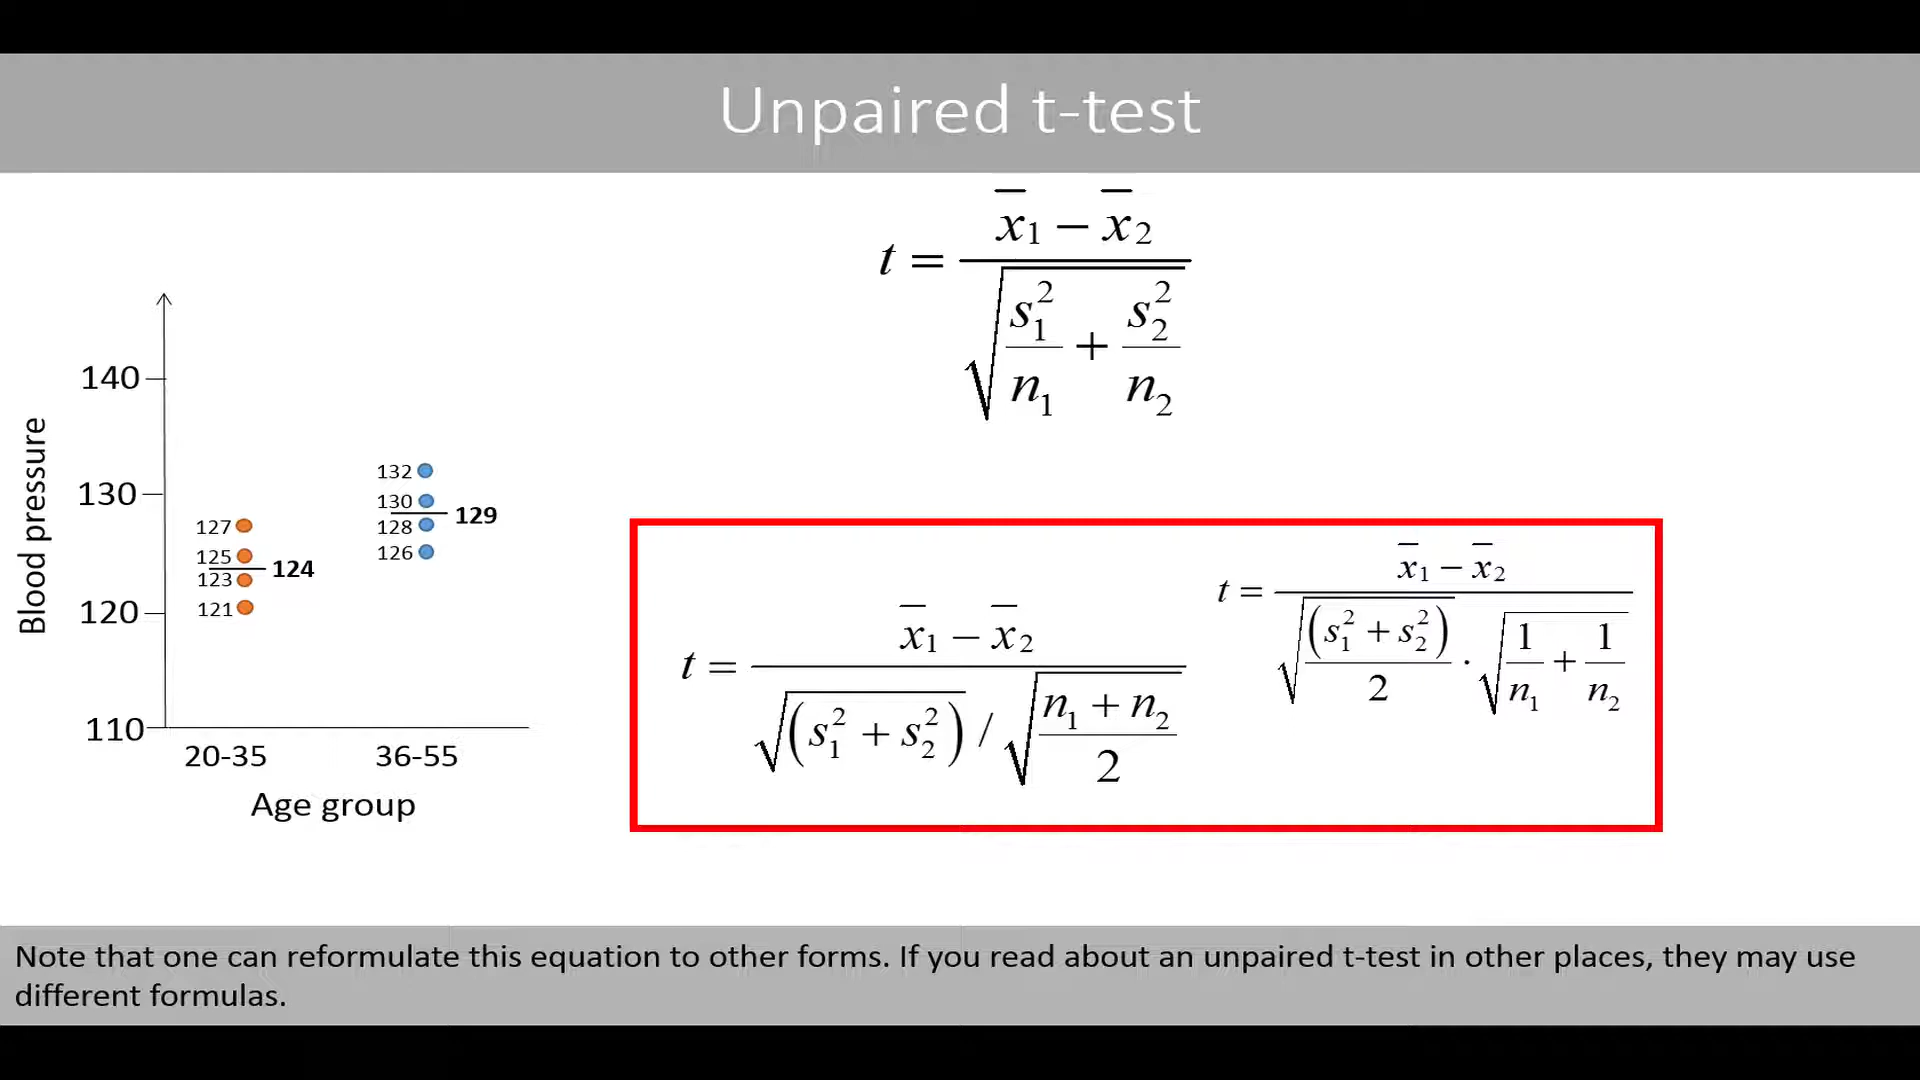 Unpaired t-test
t = (x̄₁ − x̄₂) / √(s₁²/n₁ + s₂²/n₂)
Blood pressure
140
130
120
110
132
130
128
126
129
127
125
123
121
124
20-35 36-55
Age group
t = (x̄₁ − x̄₂) / (√(s₁² + s₂²) / √((n₁ + n₂)/2))
t = (x̄₁ − x̄₂) / (√((s₁² + s₂²)/2) · √(1/n₁ + 1/n₂))
Note that one can reformulate this equation to other forms. If you read about an unpaired t-test in other places, they may use
different formulas.